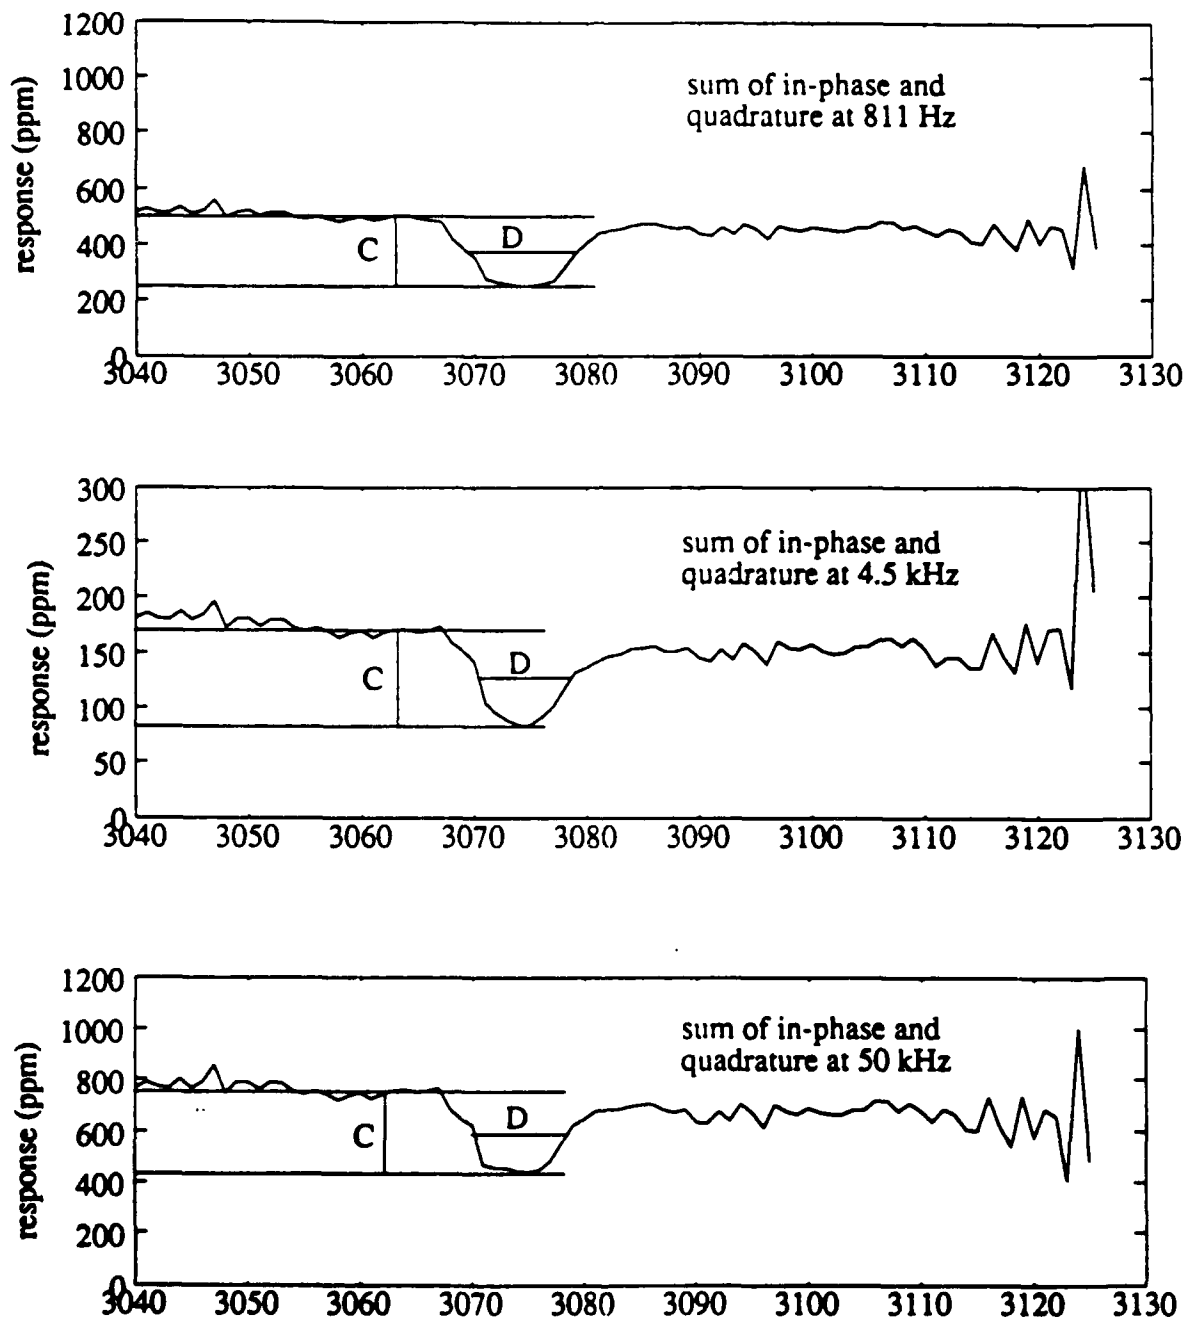 1200
1000
800
600
400
200
0
response (ppm)
sum of in-phase and
quadrature at 811 Hz
C
D
3040 3050 3060 3070 3080 3090 3100 3110 3120 3130
300
250
200
150
100
50
0
response (ppm)
sum of in-phase and
quadrature at 4.5 kHz
C
D
3040 3050 3060 3070 3080 3090 3100 3110 3120 3130
1200
1000
800
600
400
200
0
response (ppm)
sum of in-phase and
quadrature at 50 kHz
C
D
3040 3050 3060 3070 3080 3090 3100 3110 3120 3130